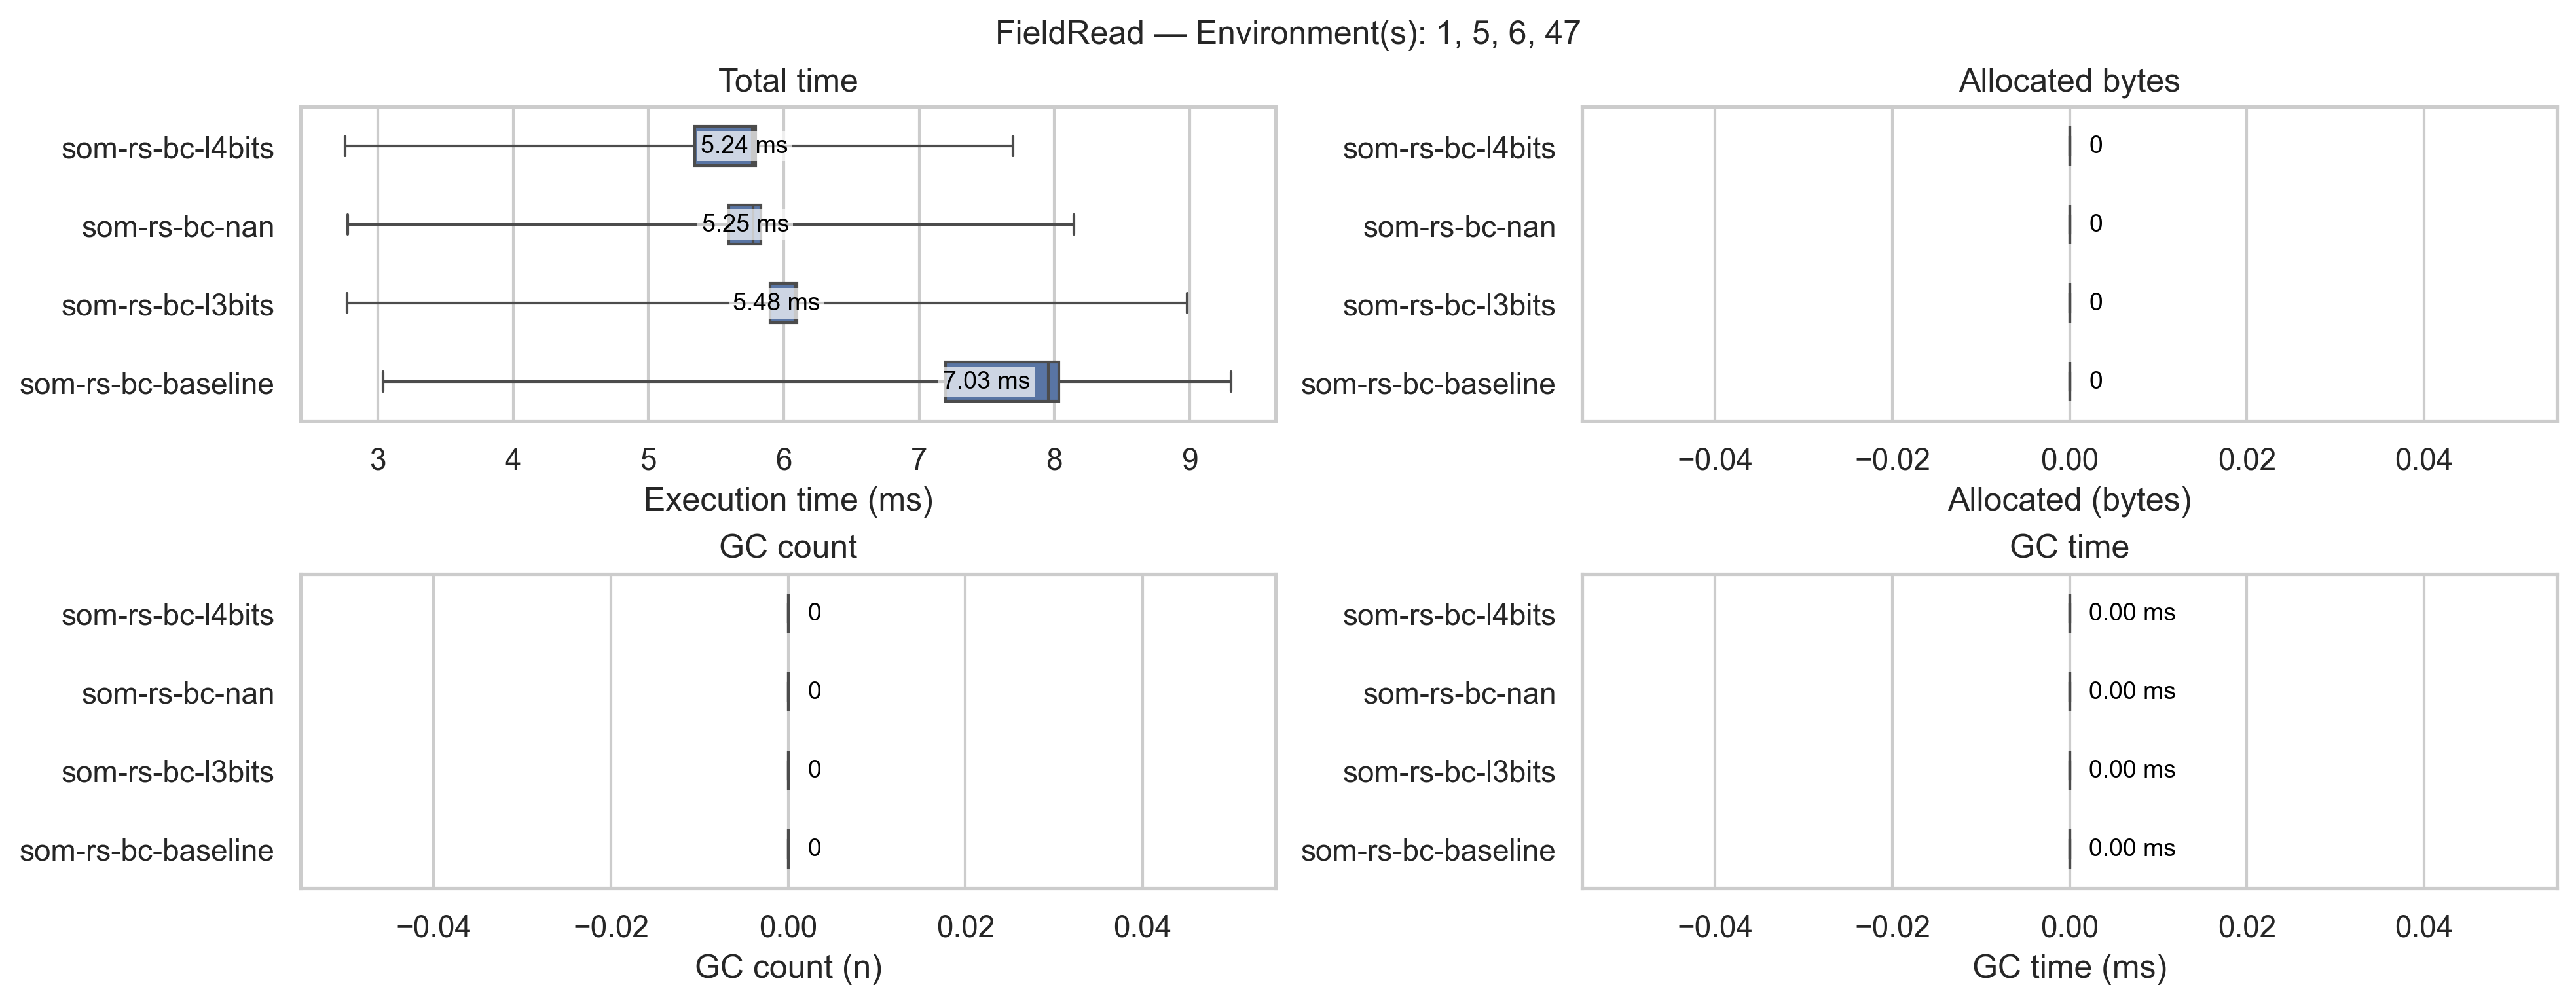 FieldRead — Environment(s): 1, 5, 6, 47
Total time
som-rs-bc-l4bits
5.24 ms
som-rs-bc-nan
5.25 ms
som-rs-bc-l3bits
5.48 ms
som-rs-bc-baseline
7.03 ms
3 4 5 6 7 8 9
Execution time (ms)
Allocated bytes
som-rs-bc-l4bits
0
som-rs-bc-nan
0
som-rs-bc-l3bits
0
som-rs-bc-baseline
0
−0.04 −0.02 0.00 0.02 0.04
Allocated (bytes)
GC count
som-rs-bc-l4bits
0
som-rs-bc-nan
0
som-rs-bc-l3bits
0
som-rs-bc-baseline
0
−0.04 −0.02 0.00 0.02 0.04
GC count (n)
GC time
som-rs-bc-l4bits
0.00 ms
som-rs-bc-nan
0.00 ms
som-rs-bc-l3bits
0.00 ms
som-rs-bc-baseline
0.00 ms
−0.04 −0.02 0.00 0.02 0.04
GC time (ms)